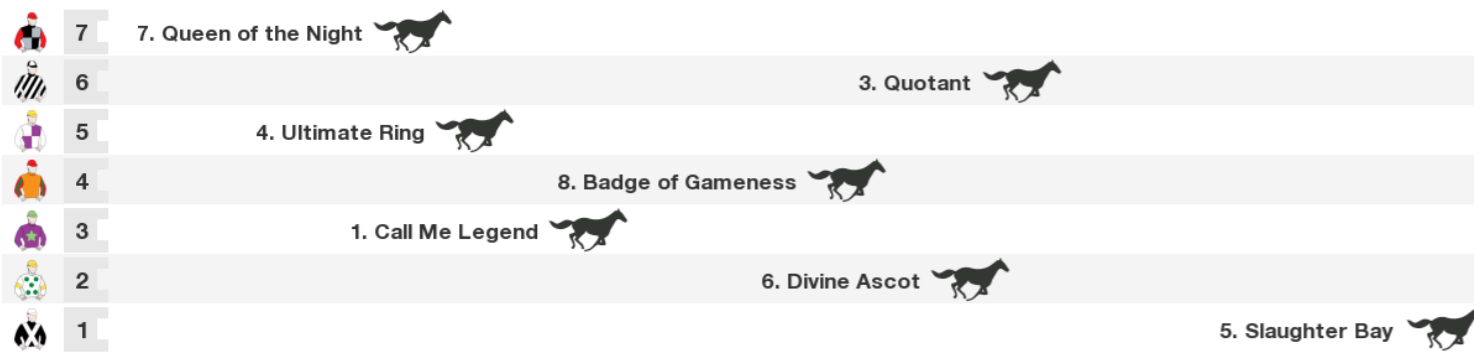 7 7. Queen of the Night
6 3. Quotant
5 4. Ultimate Ring
4 8. Badge of Gameness
3 1. Call Me Legend
2 6. Divine Ascot
1 5. Slaughter Bay